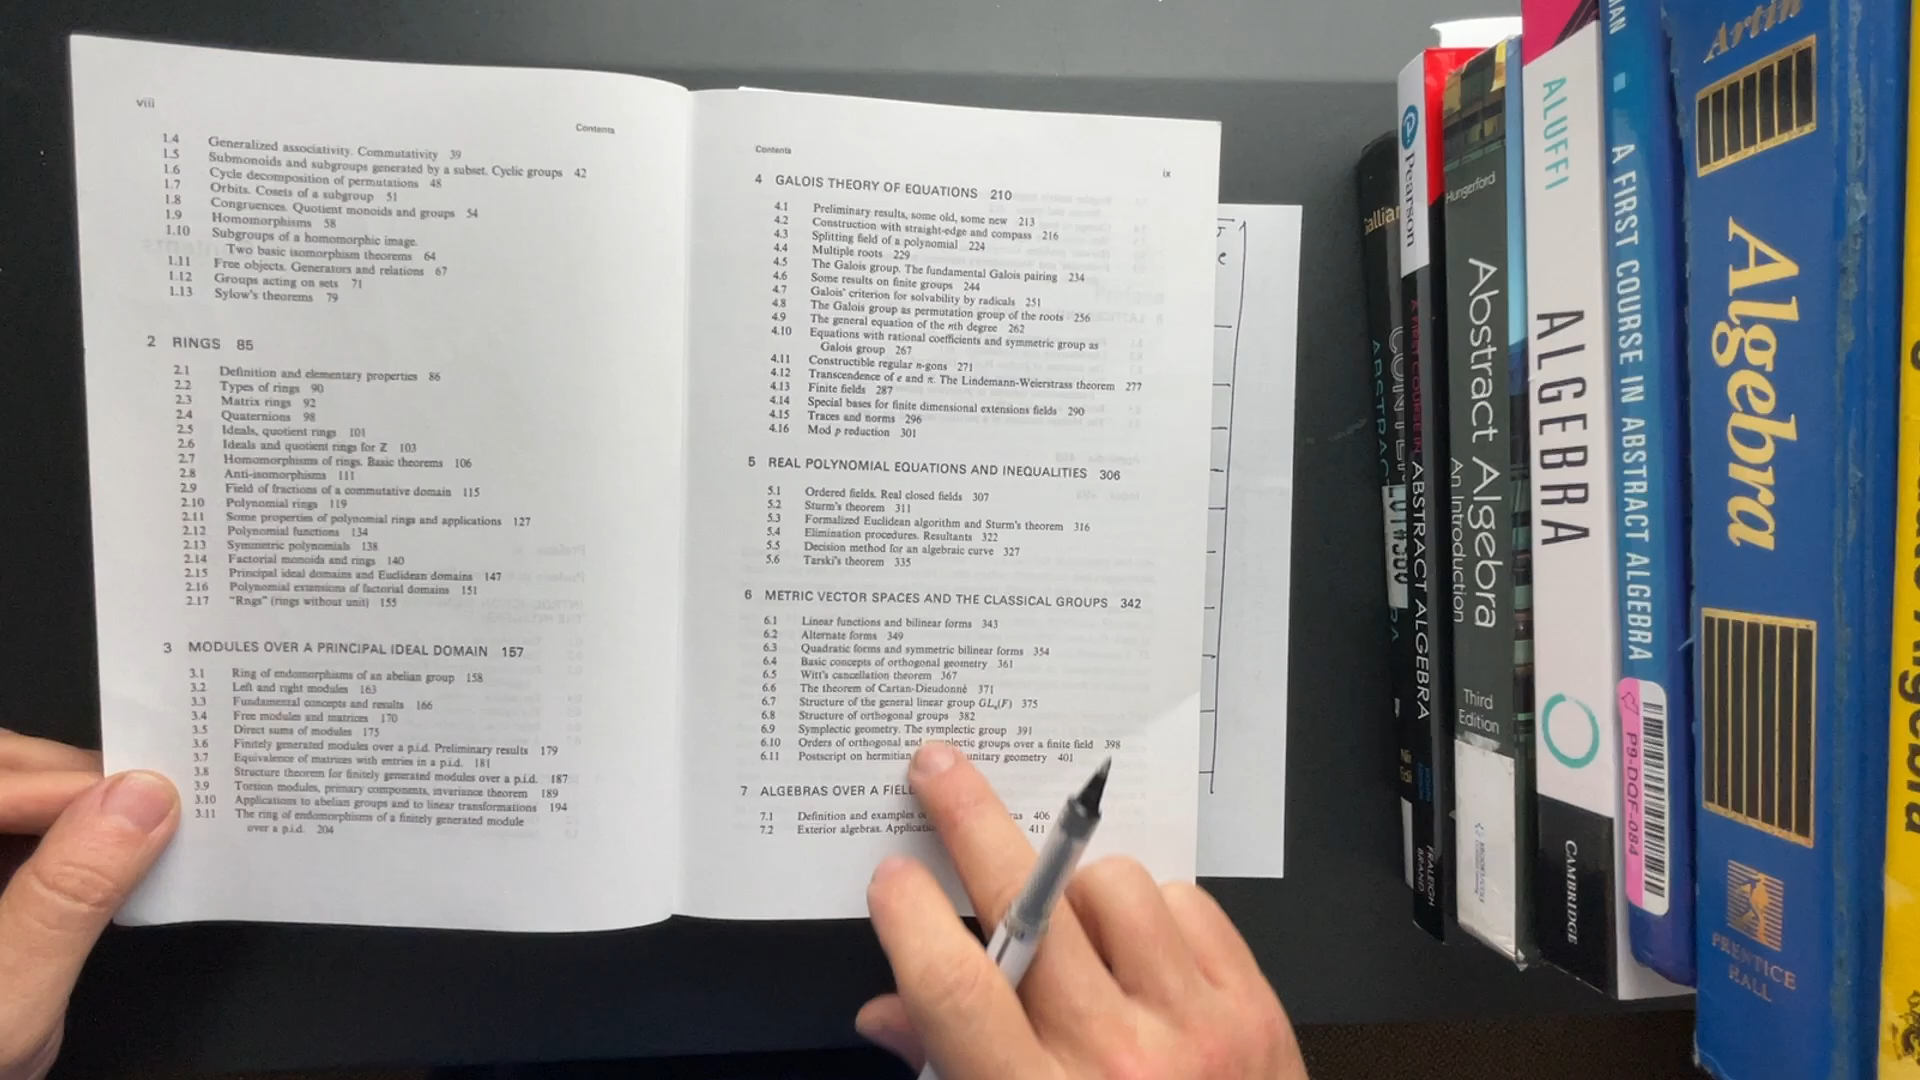 viii
Contents
1.4 Generalized associativity. Commutativity 39
1.5 Submonoids and subgroups generated by a subset. Cyclic groups 42
1.6 Cycle decomposition of permutations 48
1.7 Orbits. Cosets of a subgroup 51
1.8 Congruences. Quotient monoids and groups 54
1.9 Homomorphisms 58
1.10 Subgroups of a homomorphic image.
Two basic isomorphism theorems 64
1.11 Free objects. Generators and relations 67
1.12 Groups acting on sets 71
1.13 Sylow's theorems 79
2 RINGS 85
2.1 Definition and elementary properties 86
2.2 Types of rings 90
2.3 Matrix rings 92
2.4 Quaternions 98
2.5 Ideals, quotient rings 101
2.6 Ideals and quotient rings for Z 103
2.7 Homomorphisms of rings. Basic theorems 106
2.8 Anti-isomorphisms 111
2.9 Field of fractions of a commutative domain 115
2.10 Polynomial rings 119
2.11 Some properties of polynomial rings and applications 127
2.12 Polynomial functions 134
2.13 Symmetric polynomials 138
2.14 Factorial monoids and rings 140
2.15 Principal ideal domains and Euclidean domains 147
2.16 Polynomial extensions of factorial domains 151
2.17 "Rngs" (rings without unit) 155
3 MODULES OVER A PRINCIPAL IDEAL DOMAIN 157
3.1 Ring of endomorphisms of an abelian group 158
3.2 Left and right modules 163
3.3 Fundamental concepts and results 166
3.4 Free modules and matrices 170
3.5 Direct sums of modules 175
3.6 Finitely generated modules over a p.i.d. Preliminary results 179
3.7 Equivalence of matrices with entries in a p.i.d. 181
3.8 Structure theorem for finitely generated modules over a p.i.d. 187
3.9 Torsion modules, primary components, invariance theorem 189
3.10 Applications to abelian groups and to linear transformations 194
3.11 The ring of endomorphisms of a finitely generated module
over a p.i.d. 204
Contents
ix
4 GALOIS THEORY OF EQUATIONS 210
4.1 Preliminary results, some old, some new 213
4.2 Construction with straight-edge and compass 216
4.3 Splitting field of a polynomial 224
4.4 Multiple roots 229
4.5 The Galois group. The fundamental Galois pairing 234
4.6 Some results on finite groups 244
4.7 Galois' criterion for solvability by radicals 251
4.8 The Galois group as permutation group of the roots 256
4.9 The general equation of the nth degree 262
4.10 Equations with rational coefficients and symmetric group as
Galois group 267
4.11 Constructible regular n-gons 271
4.12 Transcendence of e and π. The Lindemann-Weierstrass theorem 277
4.13 Finite fields 287
4.14 Special bases for finite dimensional extensions fields 290
4.15 Traces and norms 296
4.16 Mod p reduction 301
5 REAL POLYNOMIAL EQUATIONS AND INEQUALITIES 306
5.1 Ordered fields. Real closed fields 307
5.2 Sturm's theorem 311
5.3 Formalized Euclidean algorithm and Sturm's theorem 316
5.4 Elimination procedures. Resultants 322
5.5 Decision method for an algebraic curve 327
5.6 Tarski's theorem 335
6 METRIC VECTOR SPACES AND THE CLASSICAL GROUPS 342
6.1 Linear functions and bilinear forms 343
6.2 Alternate forms 349
6.3 Quadratic forms and symmetric bilinear forms 354
6.4 Basic concepts of orthogonal geometry 361
6.5 Witt's cancellation theorem 367
6.6 The theorem of Cartan-Dieudonné 371
6.7 Structure of the general linear group GLn(F) 375
6.8 Structure of orthogonal groups 382
6.9 Symplectic geometry. The symplectic group 391
6.10 Orders of orthogonal and symplectic groups over a finite field 398
6.11 Postscript on hermitian unitary geometry 401
7 ALGEBRAS OVER A FIEL
7.1 Definition and examples 406
7.2 Exterior algebras. 411
Gallian
ABSTRACT
Pearson
A FIRST COURSE IN ABSTRACT ALGEBRA
FRALEIGH
BRAND
Hungerford
Abstract Algebra
An Introduction
Third
Edition
ALUFFI
ALGEBRA
CAMBRIDGE
A FIRST COURSE IN ABSTRACT ALGEBRA
P9-DOF-084
Artin
Algebra
PRENTICE
HALL